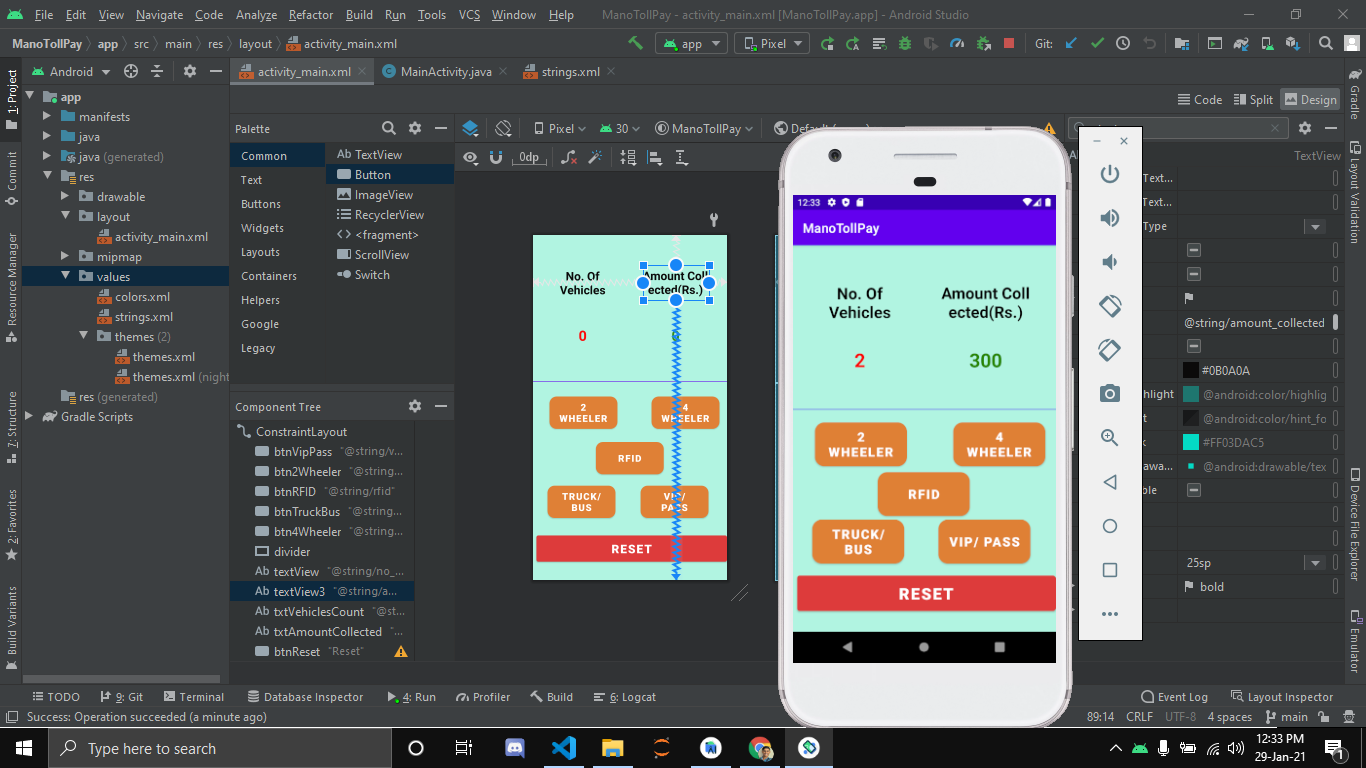 File Edit View Navigate Code Analyze Refactor Build Run Tools VCS Window Help ManoTollPay - activity_main.xml [ManoTollPay.app] - Android Studio
ManoTollPay app src main res layout activity_main.xml app Pixel Git:
Android activity_main.xml MainActivity.java strings.xml
Code Split Design
1: Project
Commit
Resource Manager
7: Structure
2: Favorites
Build Variants
app
manifests
java
java (generated)
res
drawable
layout
activity_main.xml
mipmap
values
colors.xml
strings.xml
themes (2)
themes.xml
themes.xml (night
res (generated)
Gradle Scripts
Palette
Common
Text
Buttons
Widgets
Layouts
Containers
Helpers
Google
Legacy
Ab TextView
Button
ImageView
RecyclerView
<fragment>
ScrollView
Switch
Component Tree
ConstraintLayout
btnVipPass "@string/v...
btn2Wheeler "@string...
btnRFID "@string/rfid"
btnTruckBus "@string...
btn4Wheeler "@string...
divider
Ab textView "@string/no_...
Ab textView3 "@string/a...
Ab txtVehiclesCount "@st...
Ab txtAmountCollected "...
btnReset "Reset"
Pixel 30 ManoTollPay
0dp
No. Of
Vehicles
Amount Coll
ected(Rs.)
0
2
WHEELER
4
WHEELER
RFID
TRUCK/
BUS
VIP/
PASS
RESET
12:33
ManoTollPay
No. Of
Vehicles
Amount Coll
ected(Rs.)
2 300
2
WHEELER
4
WHEELER
RFID
TRUCK/
BUS
VIP/ PASS
RESET
TextView
Text...
Text...
Type
@string/amount_collected
#0B0A0A
@android:color/highlig
@android:color/hint_fo
#FF03DAC5
@android:drawable/tex
25sp
bold
Gradle
Layout Validation
Device File Explorer
Emulator
TODO 9: Git Terminal Database Inspector 4: Run Profiler Build 6: Logcat Event Log Layout Inspector
Success: Operation succeeded (a minute ago) 89:14 CRLF UTF-8 4 spaces main
Type here to search
12:33 PM
29-Jan-21
1